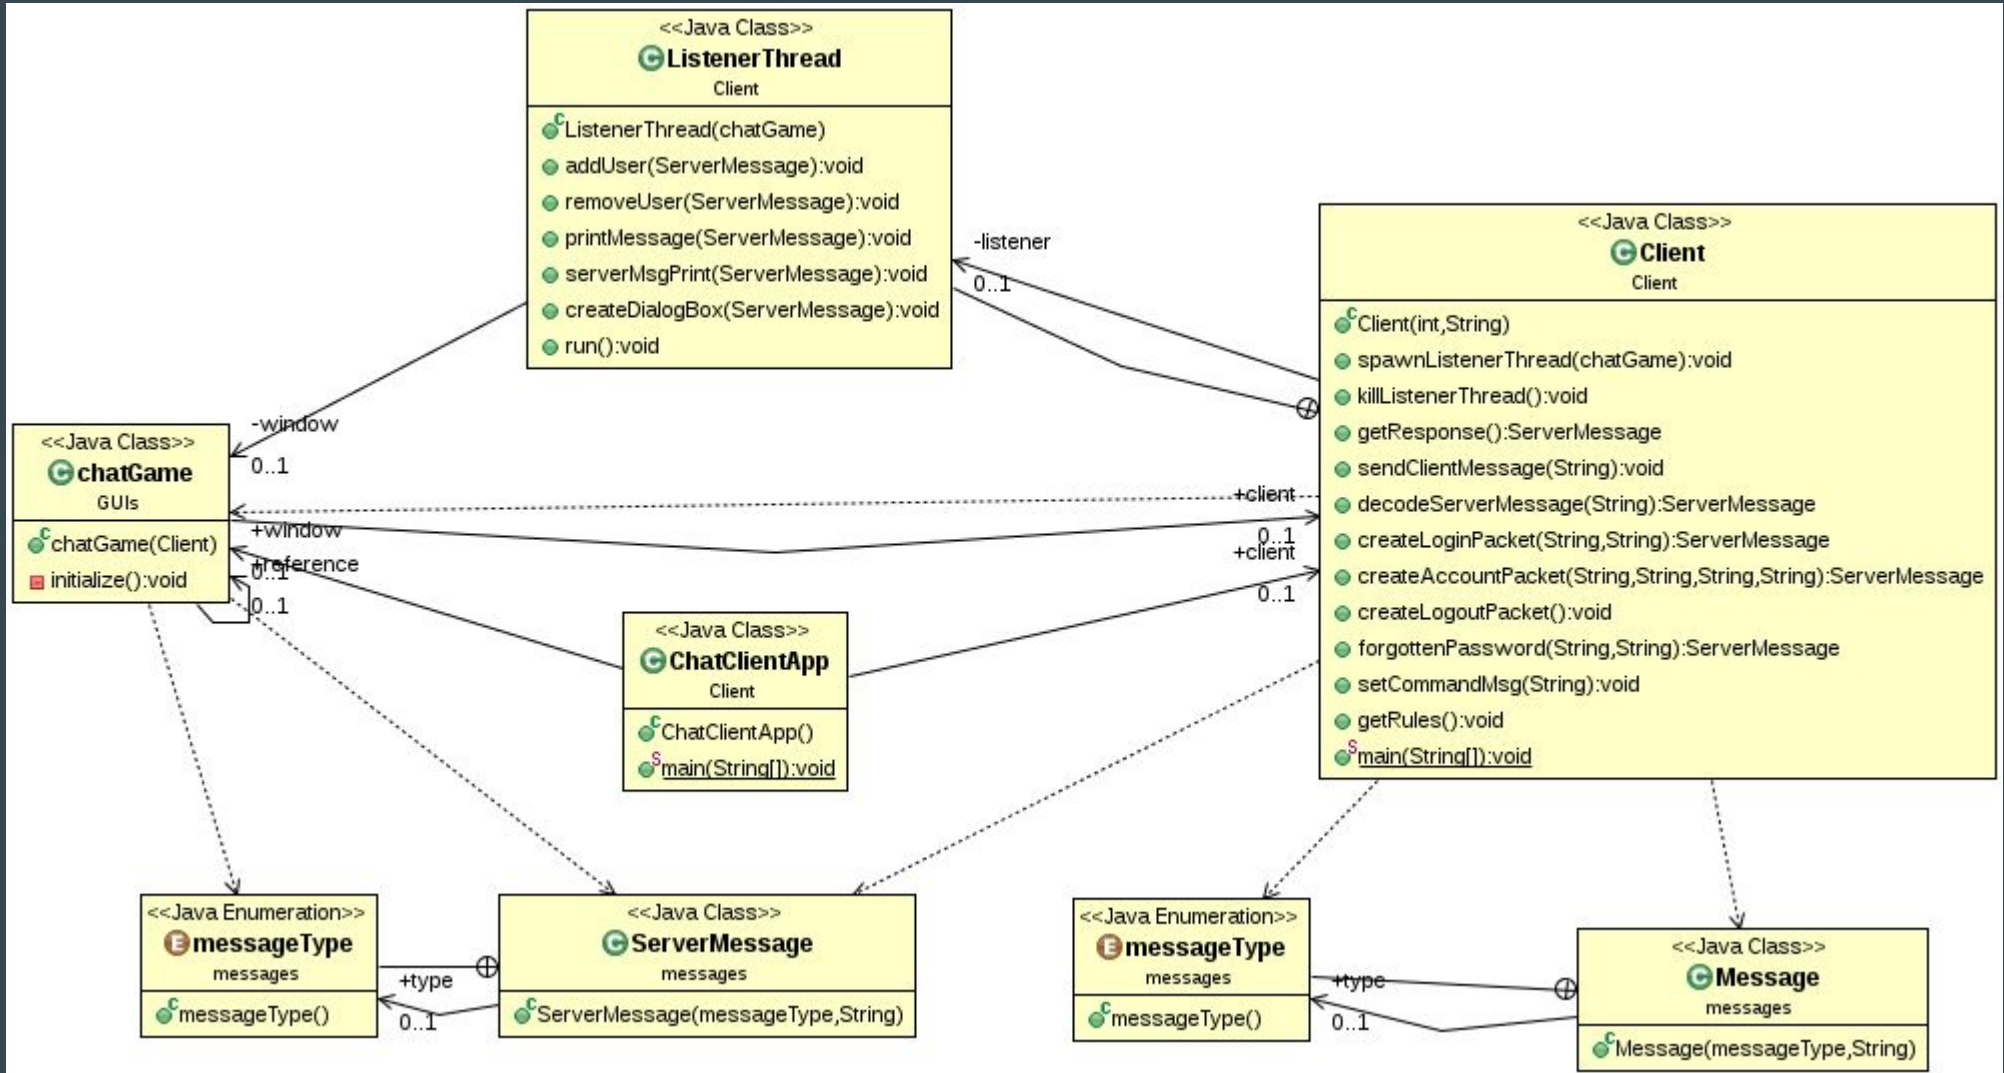 <<Java Class>>
ListenerThread
Client
ListenerThread(chatGame)
addUser(ServerMessage):void
removeUser(ServerMessage):void
printMessage(ServerMessage):void
serverMsgPrint(ServerMessage):void
createDialogBox(ServerMessage):void
run():void
-listener
0..1
<<Java Class>>
Client
Client
Client(int,String)
spawnListenerThread(chatGame):void
killListenerThread():void
getResponse():ServerMessage
sendClientMessage(String):void
decodeServerMessage(String):ServerMessage
createLoginPacket(String,String):ServerMessage
createAccountPacket(String,String,String,String):ServerMessage
createLogoutPacket():void
forgottenPassword(String,String):ServerMessage
setCommandMsg(String):void
getRules():void
main(String[]):void
-window
0..1
<<Java Class>>
chatGame
GUIs
chatGame(Client)
initialize():void
+window
0..1
+reference
0..1
+client
0..1
+client
0..1
<<Java Class>>
ChatClientApp
Client
ChatClientApp()
main(String[]):void
<<Java Enumeration>>
messageType
messages
messageType()
+type
0..1
<<Java Class>>
ServerMessage
messages
ServerMessage(messageType,String)
<<Java Enumeration>>
messageType
messages
messageType()
+type
0..1
<<Java Class>>
Message
messages
Message(messageType,String)